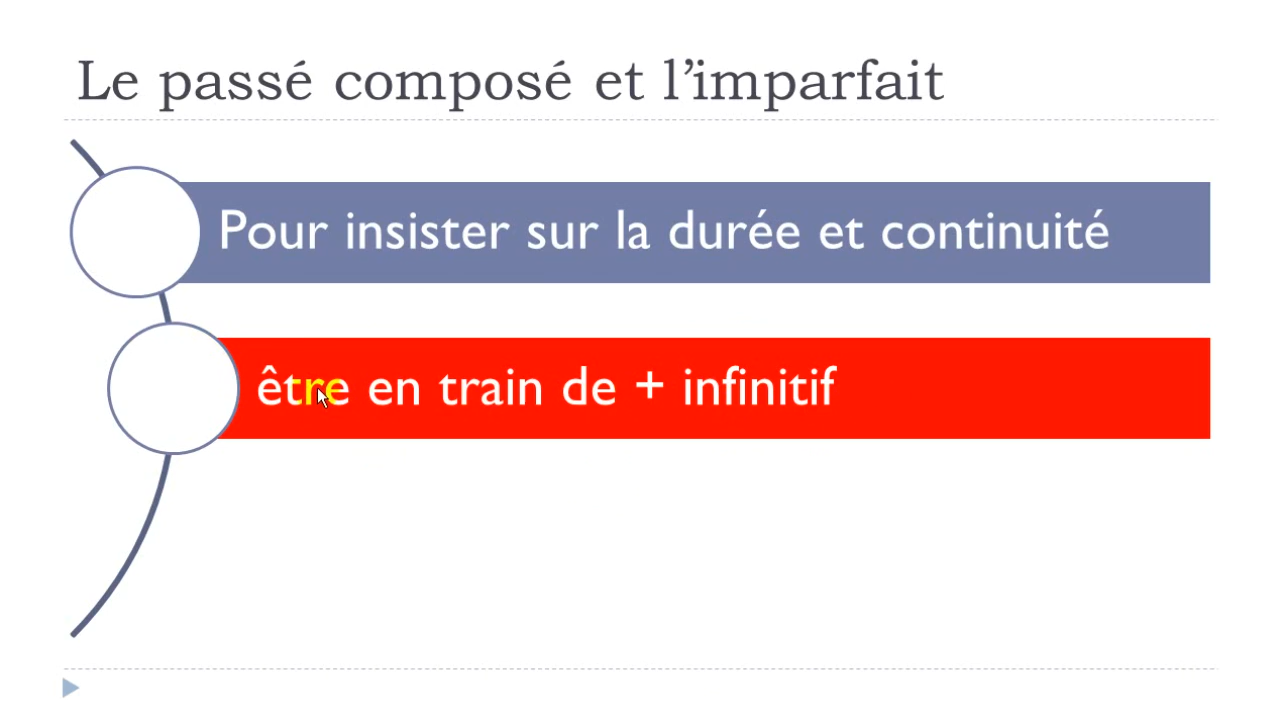 Le passé composé et l’imparfait
Pour insister sur la durée et continuité
être en train de + infinitif